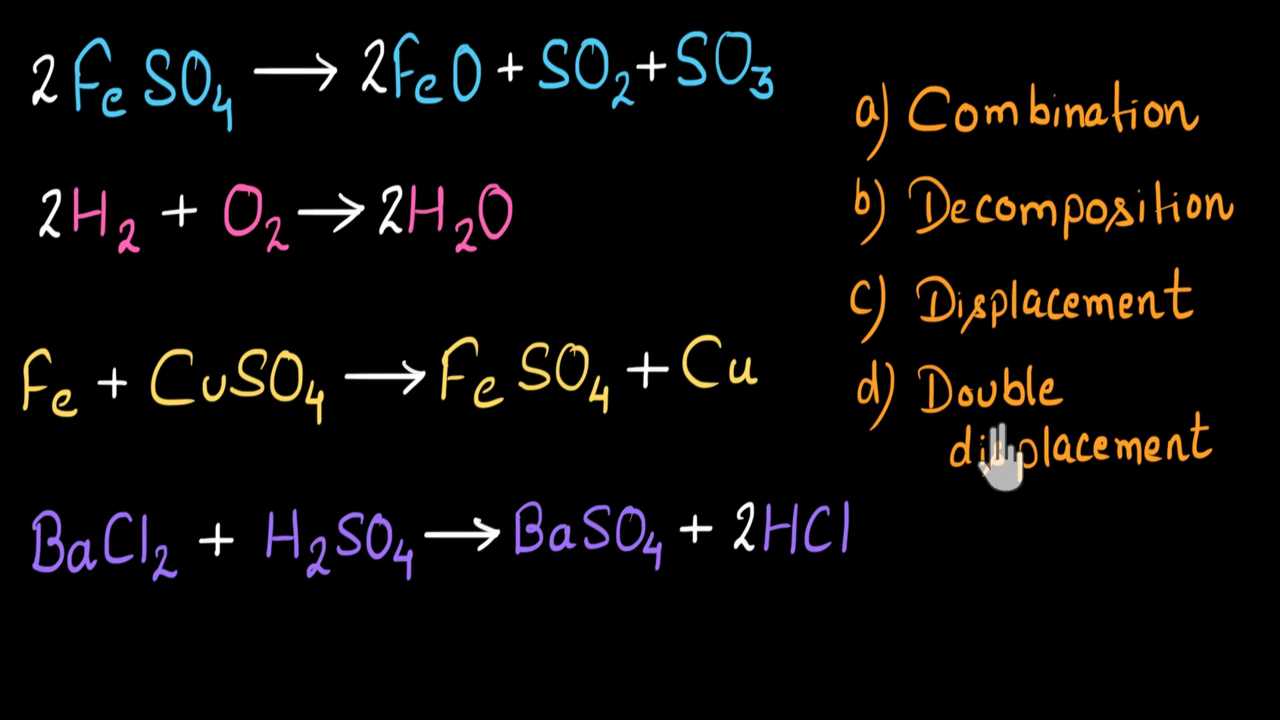 2FeSO₄ → 2FeO + SO₂ + SO₃
2H₂ + O₂ → 2H₂O
Fe + CuSO₄ → FeSO₄ + Cu
BaCl₂ + H₂SO₄ → BaSO₄ + 2HCl
a) Combination
b) Decomposition
c) Displacement
d) Double
displacement